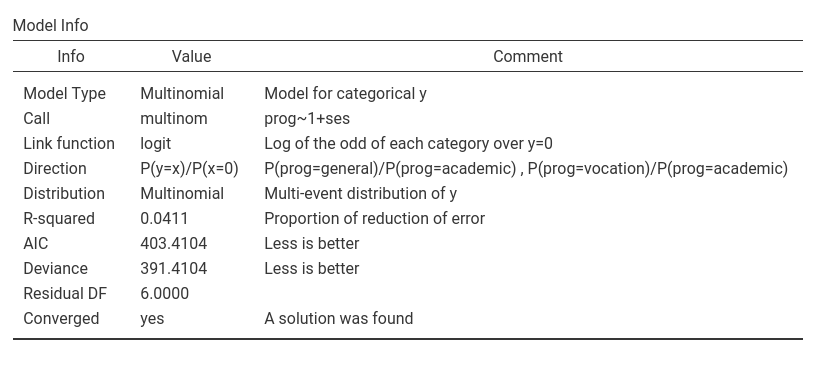 Model Info
Info Value Comment
Model Type Multinomial Model for categorical y
Call multinom prog~1+ses
Link function logit Log of the odd of each category over y=0
Direction P(y=x)/P(x=0) P(prog=general)/P(prog=academic) , P(prog=vocation)/P(prog=academic)
Distribution Multinomial Multi-event distribution of y
R-squared 0.0411 Proportion of reduction of error
AIC 403.4104 Less is better
Deviance 391.4104 Less is better
Residual DF 6.0000
Converged yes A solution was found